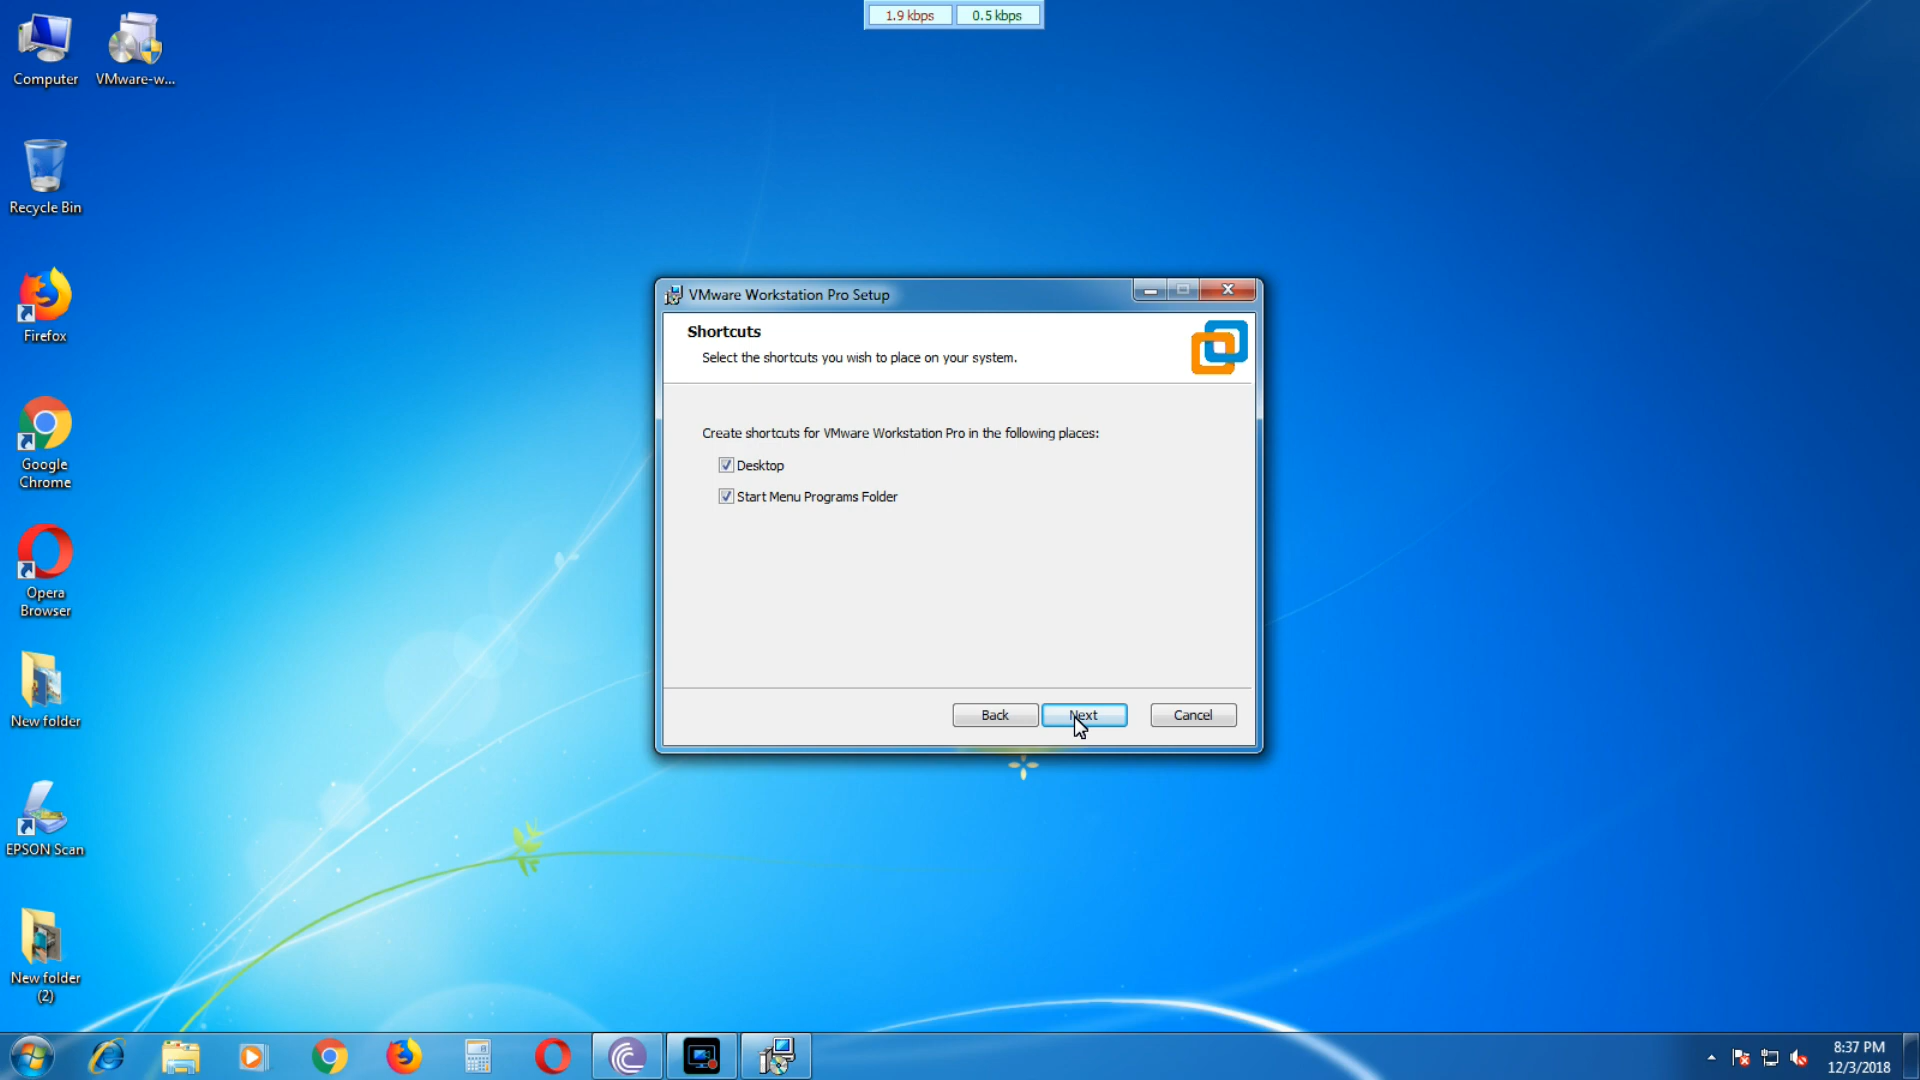 1.9 kbps 0.5 kbps
Computer
VMware-w...
Recycle Bin
Firefox
Google
Chrome
Opera
Browser
New folder
EPSON Scan
New folder
(2)
VMware Workstation Pro Setup
Shortcuts
Select the shortcuts you wish to place on your system.
Create shortcuts for VMware Workstation Pro in the following places:
Desktop
Start Menu Programs Folder
Back Next Cancel
8:37 PM
12/3/2018